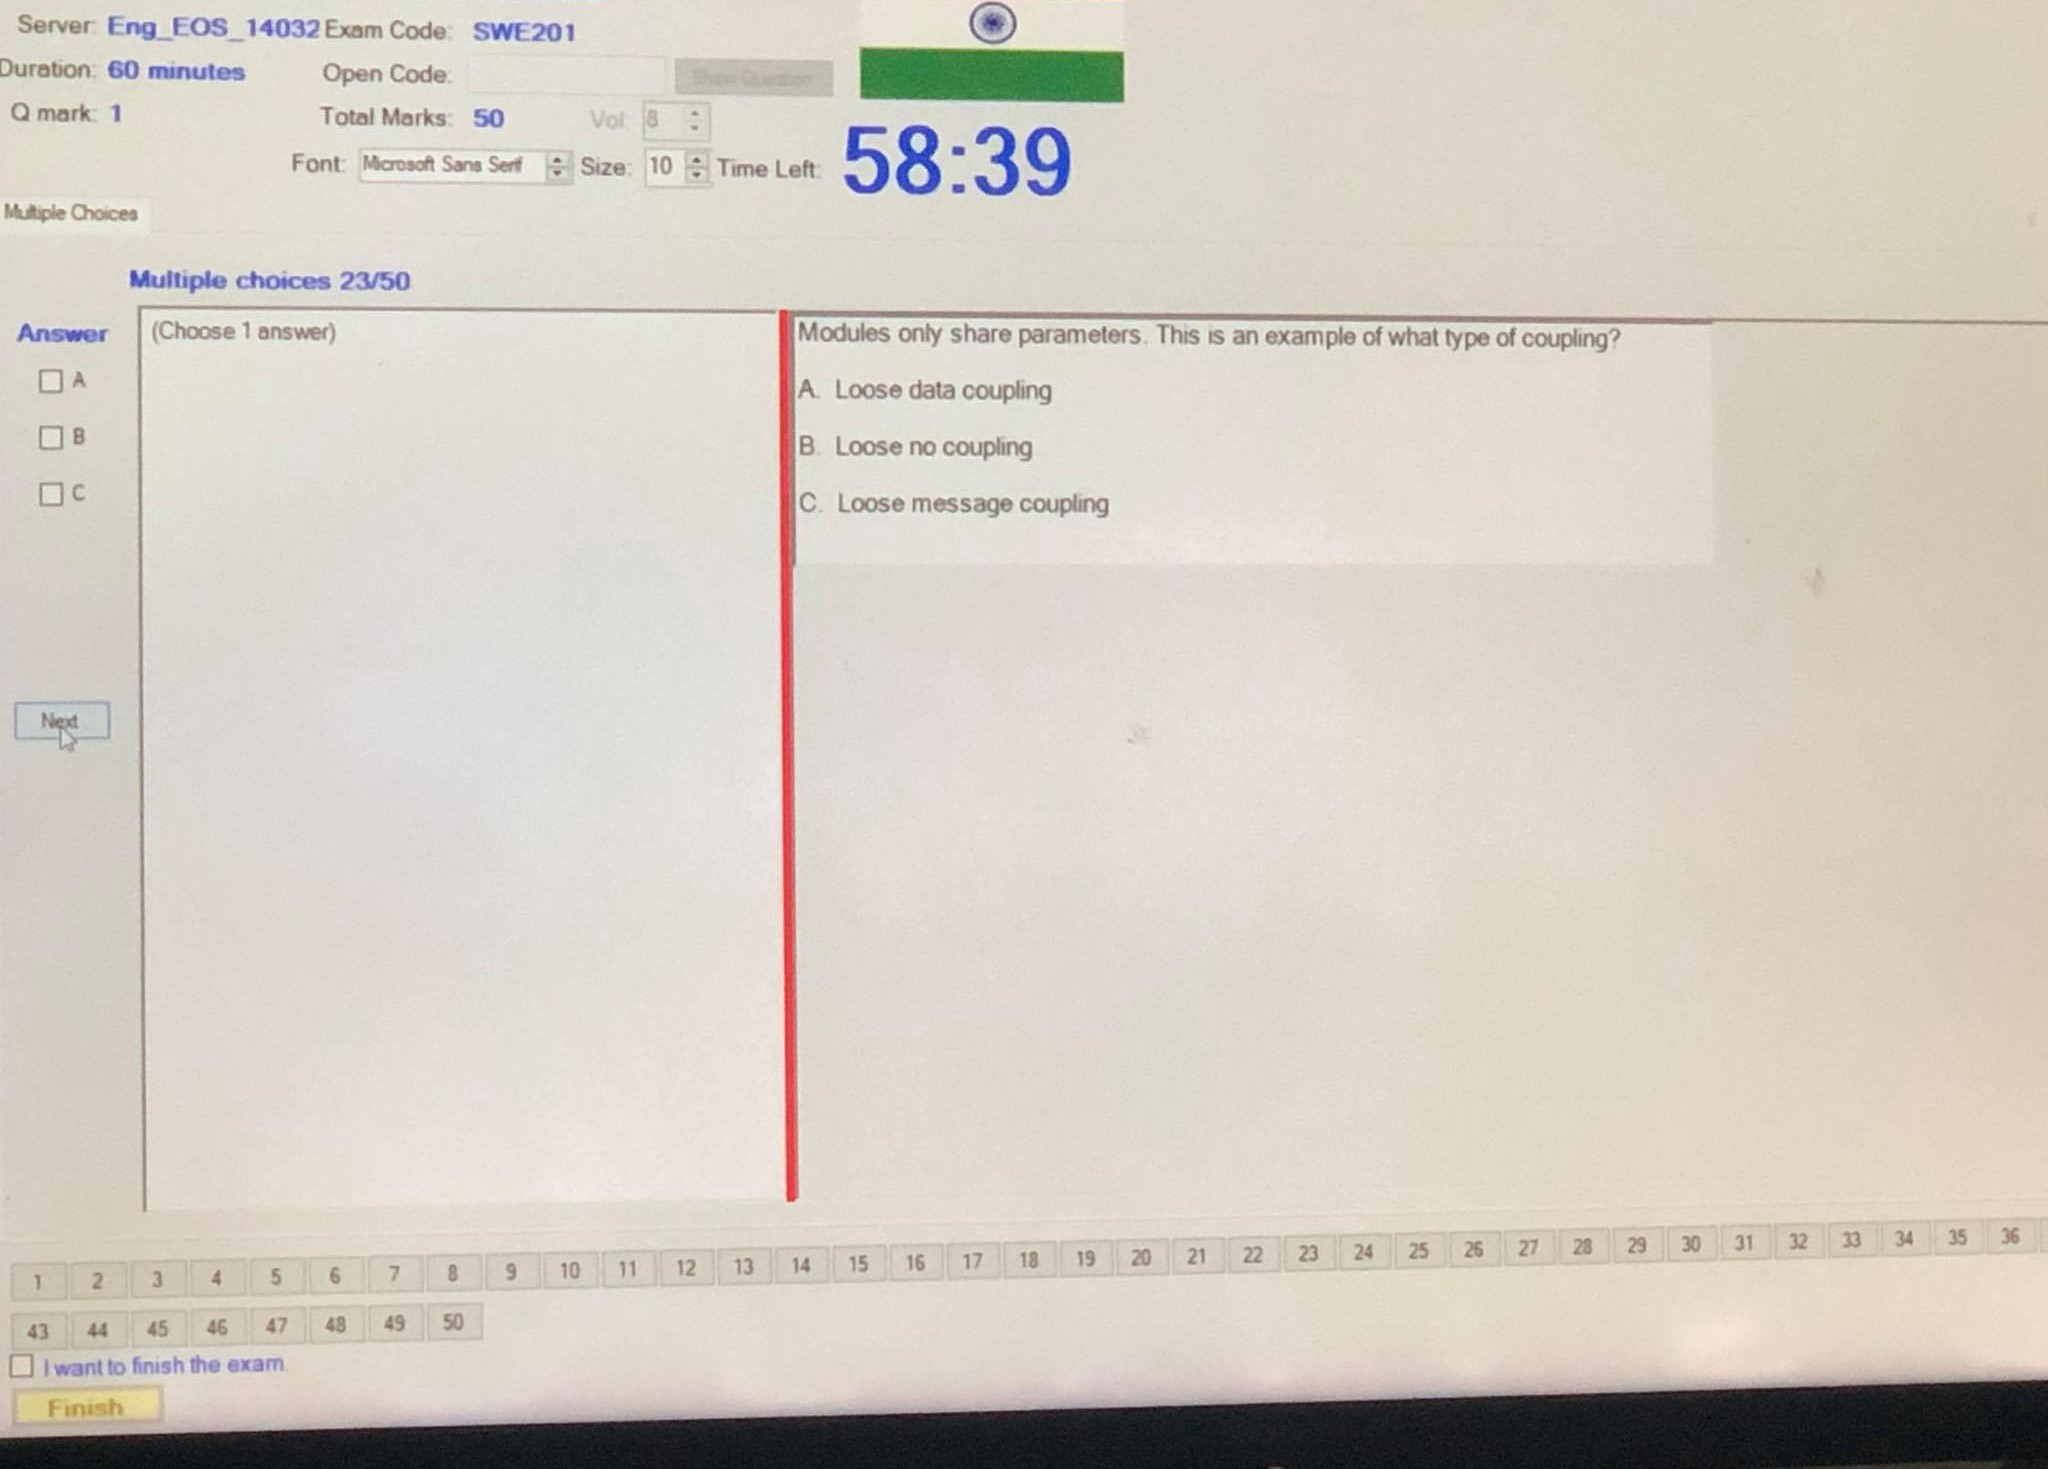 Server: Eng_EOS_14032 Exam Code: SWE201
Duration: 60 minutes Open Code: Show Question
Q mark: 1 Total Marks: 50 Vol: 8
Font: Microsoft Sans Serif Size: 10 Time Left: 58:39
Multiple Choices
Multiple choices 23/50
Answer
(Choose 1 answer)
A
B
C
Next
Modules only share parameters. This is an example of what type of coupling?
A. Loose data coupling
B. Loose no coupling
C. Loose message coupling
1 2 3 4 5 6 7 8 9 10 11 12 13 14 15 16 17 18 19 20 21 22 23 24 25 26 27 28 29 30 31 32 33 34 35 36
43 44 45 46 47 48 49 50
I want to finish the exam
Finish